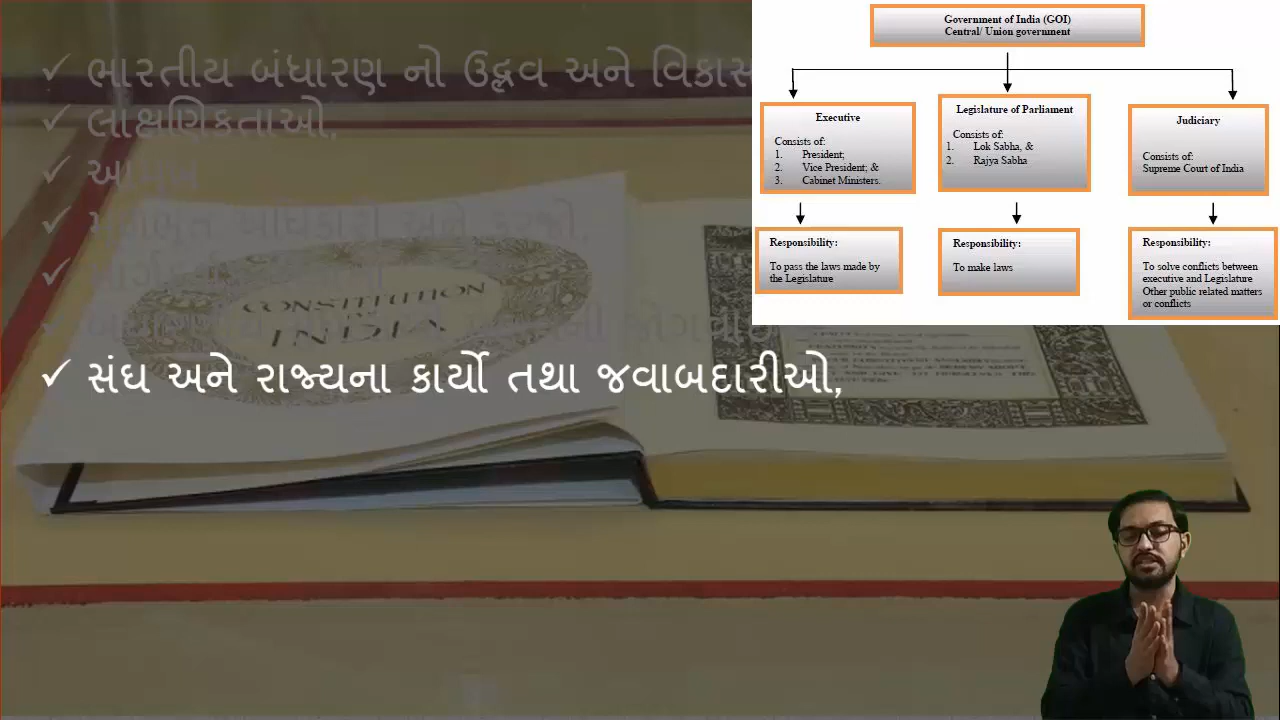 ભારતીય બંધારણ નો ઉદ્ભવ અને વિકાસ
લાક્ષણિકતાઓ,
આમુખ
સંઘ અને રાજ્યના કાર્યો તથા જવાબદારીઓ,
CONSTITUTION
INDIA
Government of India (GOI)
Central/ Union government
Executive
Consists of:
1. President;
2. Vice President; &
3. Cabinet Ministers.
Legislature of Parliament
Consists of:
1. Lok Sabha, &
2. Rajya Sabha
Judiciary
Consists of:
Supreme Court of India
Responsibility:
To pass the laws made by
the Legislature
Responsibility:
To make laws
Responsibility:
To solve conflicts between
executive and Legislature
Other public related matters
or conflicts